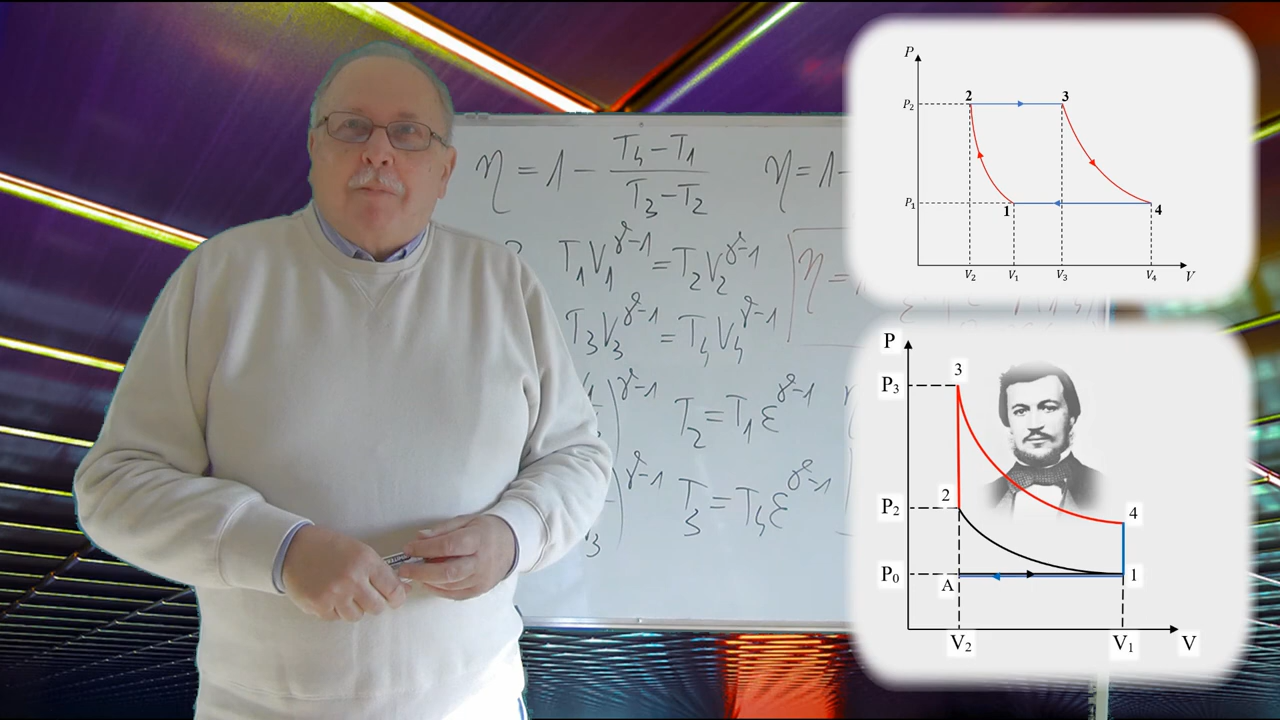 η = 1 - (T4 - T1)/(T3 - T2)
η = 1-
T1V1^γ-1 = T2V2^γ-1
η =
T3V3^γ-1 = T4V4^γ-1
)^γ-1
T2 = T1ε^γ-1
)^γ-1
T3 = T4ε^γ-1
P
P2
2
3
P1
1
4
V2
V1
V3
V4
V
P
3
P3
2
P2
4
P0
A
1
V2
V1
V